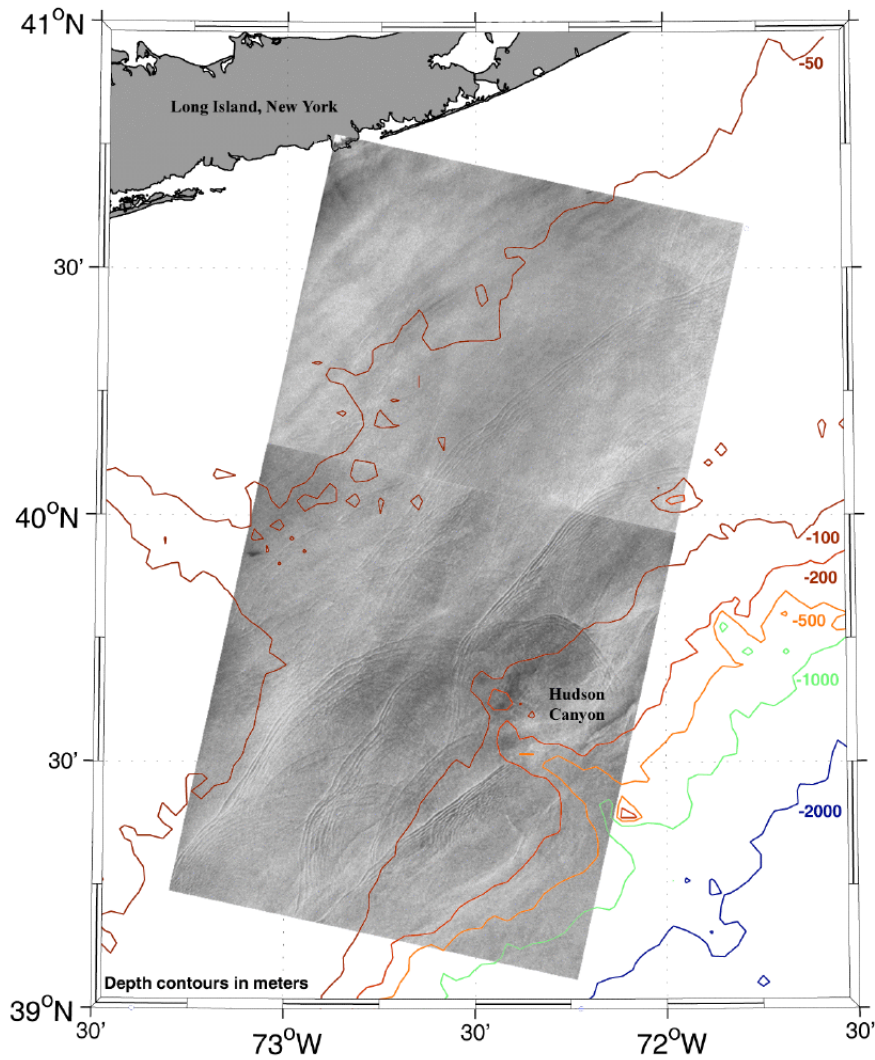 41°N
Long Island, New York
-50
30'
40°N
-100
-200
-500
-1000
Hudson
Canyon
30'
-2000
Depth contours in meters
39°N
30'
73°W
30'
72°W
30'